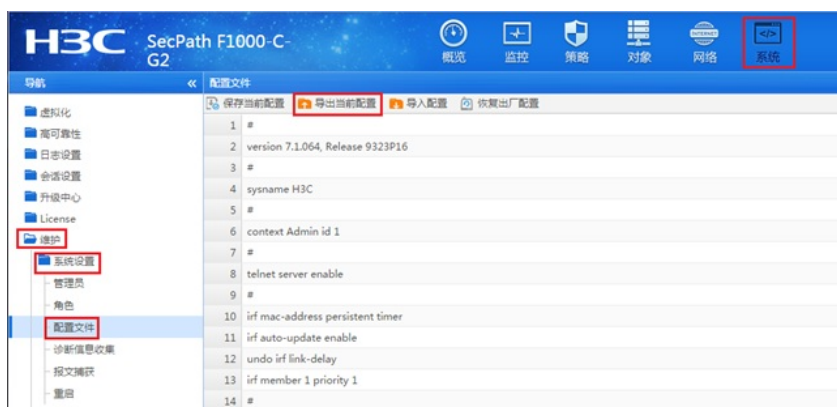 H3C SecPath F1000-C-G2
概览 监控 策略 对象 网络 系统
导航 « 配置文件
保存当前配置 导出当前配置 导入配置 恢复出厂配置
虚拟化
高可靠性
日志设置
会话设置
升级中心
License
维护
系统设置
管理员
角色
配置文件
诊断信息收集
报文捕获
重启
1 #
2 version 7.1.064, Release 9323P16
3 #
4 sysname H3C
5 #
6 context Admin id 1
7 #
8 telnet server enable
9 #
10 irf mac-address persistent timer
11 irf auto-update enable
12 undo irf link-delay
13 irf member 1 priority 1
14 #